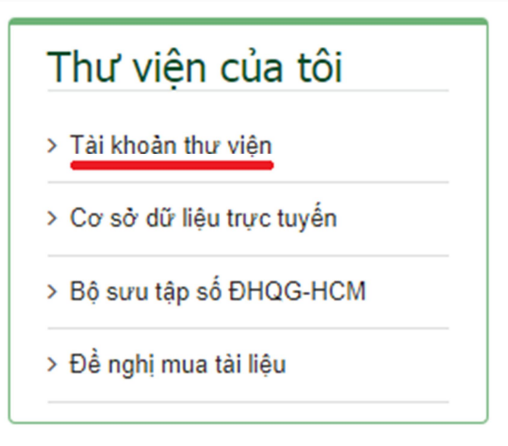 Thư viện của tôi
Tài khoản thư viện
Cơ sở dữ liệu trực tuyến
Bộ sưu tập số ĐHQG-HCM
Đề nghị mua tài liệu